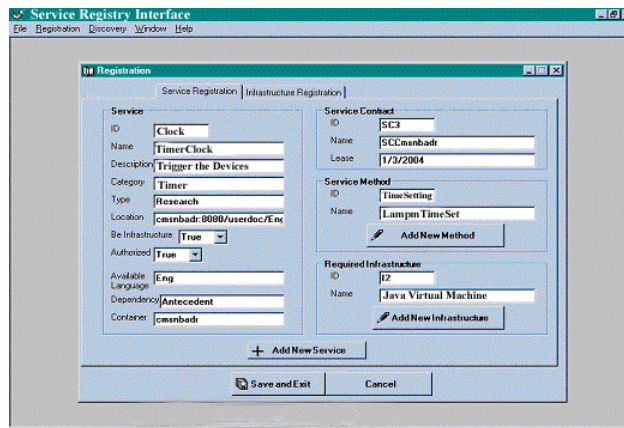 Service Registry Interface
File Registration Discovery Window Help
Registration
Service Registration Infrastructure Registration
Service
ID Clock
Name TimerClock
Description Trigger the Devices
Category Timer
Type Research
Location cmsnbadr:8080/userdoc/Eng
Be Infrastructure True
Authorized True
Available Language Eng
Dependency Antecedent
Container cmsnbadr
Service Contract
ID SC3
Name SCCmsnbadr
Lease 1/3/2004
Service Method
ID TimeSetting
Name LampmTimeSet
Add New Method
Required Infrastructure
ID I2
Name Java Virtual Machine
Add New Infrastructure
Add New Service
Save and Exit Cancel